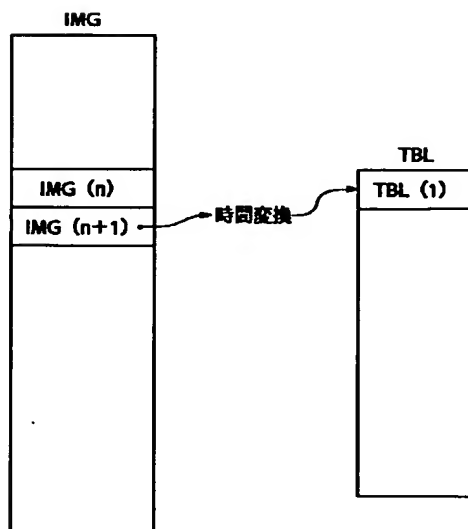 IMG
IMG (n)
IMG (n+1)
時間変換
TBL
TBL (1)